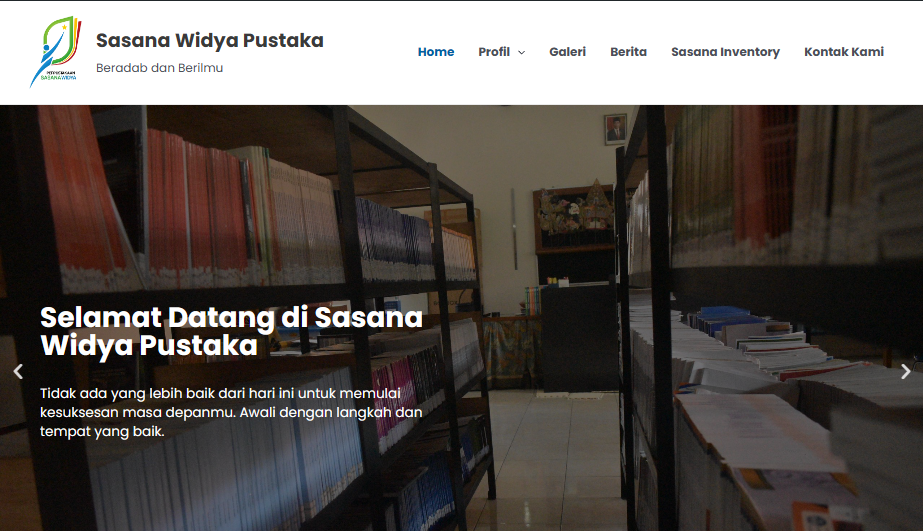 PERPUSTAKAAN
SASANA WIDYA
Sasana Widya Pustaka
Beradab dan Berilmu
Home
Profil
Galeri
Berita
Sasana Inventory
Kontak Kami
Selamat Datang di Sasana
Widya Pustaka
Tidak ada yang lebih baik dari hari ini untuk memulai
kesuksesan masa depanmu. Awali dengan langkah dan
tempat yang baik.